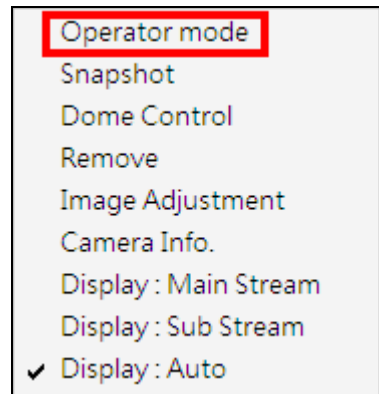 Operator mode
Snapshot
Dome Control
Remove
Image Adjustment
Camera Info.
Display : Main Stream
Display : Sub Stream
Display : Auto